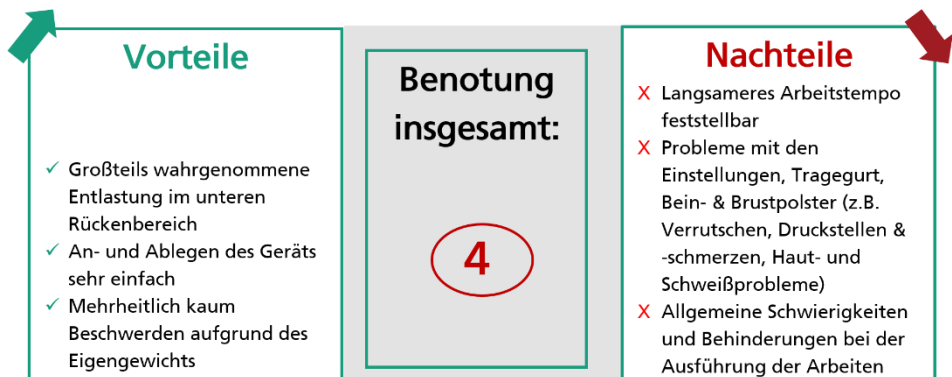 Vorteile
✓ Großteils wahrgenommene
Entlastung im unteren
Rückenbereich
✓ An- und Ablegen des Geräts
sehr einfach
✓ Mehrheitlich kaum
Beschwerden aufgrund des
Eigengewichts
Benotung
insgesamt:
4
Nachteile
X Langsameres Arbeitstempo
feststellbar
X Probleme mit den
Einstellungen, Tragegurt,
Bein- & Brustpolster (z.B.
Verrutschen, Druckstellen &
-schmerzen, Haut- und
Schweißprobleme)
X Allgemeine Schwierigkeiten
und Behinderungen bei der
Ausführung der Arbeiten